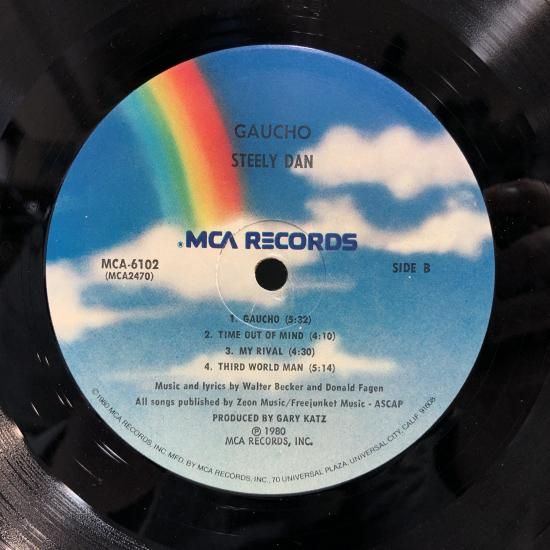 GAUCHO
STEELY DAN
MCA RECORDS
MCA-6102
(MCA2470)
SIDE B
1. GAUCHO (5:32)
2. TIME OUT OF MIND (4:10)
3. MY RIVAL (4:30)
4. THIRD WORLD MAN (5:14)
Music and lyrics by Walter Becker and Donald Fagen
All songs published by Zeon Music/Freejunket Music - ASCAP
PRODUCED BY GARY KATZ
℗ 1980
MCA RECORDS, INC.
©1980 MCA RECORDS, INC. MFG. BY MCA RECORDS, INC., 70 UNIVERSAL PLAZA, UNIVERSAL CITY, CALIF. 91608